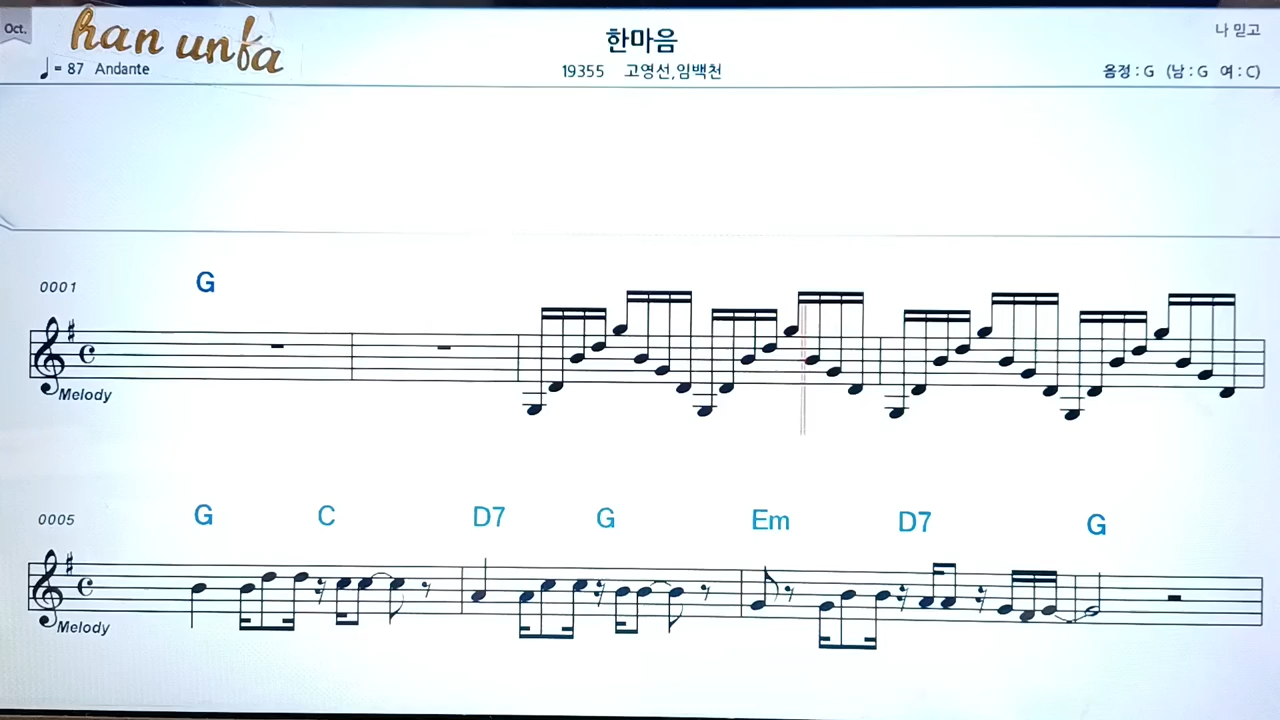 Oct.
han unfa
한마음
나 믿고
♩= 87 Andante
19355 고영선,임백천
음정 : G (남 : G 여 : C)
0001
G
Melody
0005
G C D7 G Em D7 G
Melody